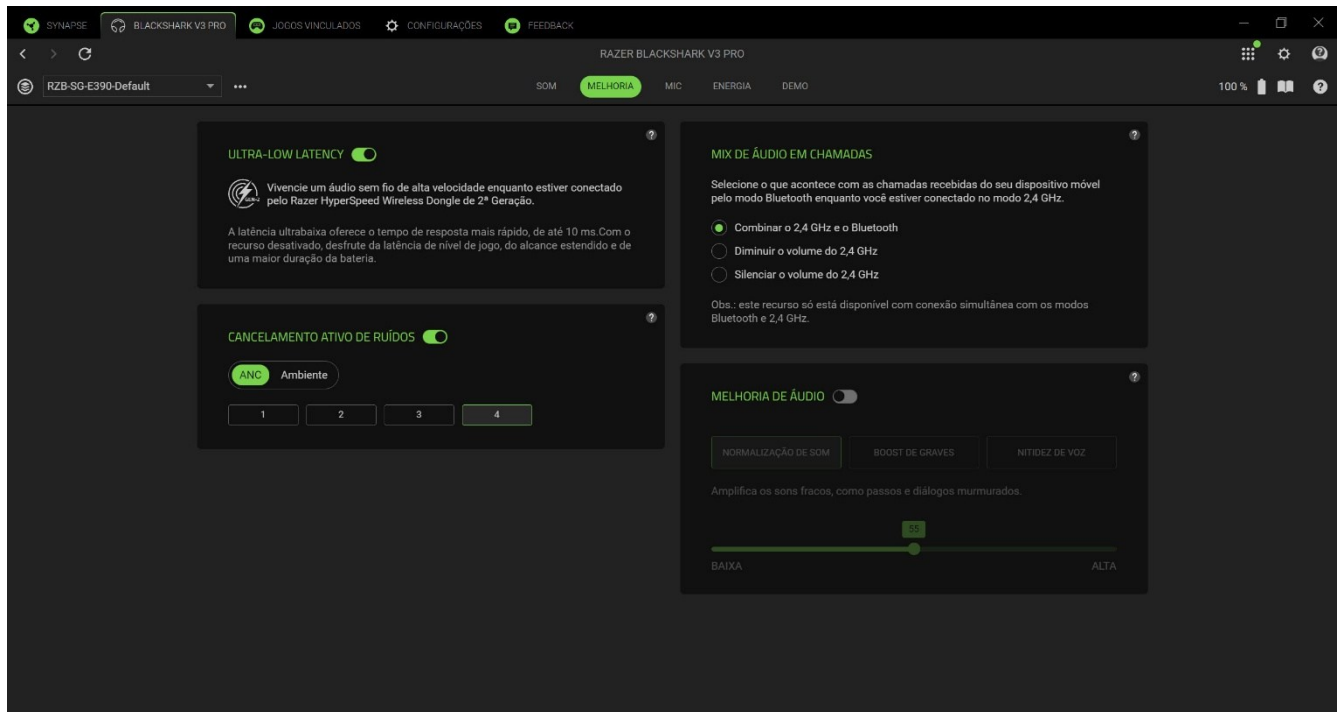 SYNAPSE
BLACKSHARK V3 PRO
JOGOS VINCULADOS
CONFIGURAÇÕES
FEEDBACK
RAZER BLACKSHARK V3 PRO
RZB-SG-E390-Default
SOM
MELHORIA
MIC
ENERGIA
DEMO
100 %
ULTRA-LOW LATENCY
Vivencie um áudio sem fio de alta velocidade enquanto estiver conectado
pelo Razer HyperSpeed Wireless Dongle de 2ª Geração.
A latência ultrabaixa oferece o tempo de resposta mais rápido, de até 10 ms.Com o
recurso desativado, desfrute da latência de nível de jogo, do alcance estendido e de
uma maior duração da bateria.
CANCELAMENTO ATIVO DE RUÍDOS
ANC
Ambiente
1
2
3
4
MIX DE ÁUDIO EM CHAMADAS
Selecione o que acontece com as chamadas recebidas do seu dispositivo móvel
pelo modo Bluetooth enquanto você estiver conectado no modo 2,4 GHz.
Combinar o 2,4 GHz e o Bluetooth
Diminuir o volume do 2,4 GHz
Silenciar o volume do 2,4 GHz
Obs.: este recurso só está disponível com conexão simultânea com os modos
Bluetooth e 2,4 GHz.
MELHORIA DE ÁUDIO
NORMALIZAÇÃO DE SOM
BOOST DE GRAVES
NITIDEZ DE VOZ
Amplifica os sons fracos, como passos e diálogos murmurados.
55
BAIXA
ALTA